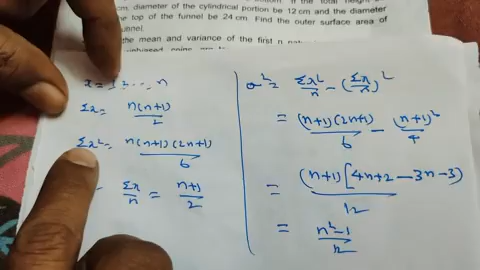 cm, diameter of the cylindrical portion be 12 cm and the diameter
top of the funnel be 24 cm. Find the outer surface area of
the mean and variance of the first n
Σx = n(n+1)/2
Σx² = n(n+1)(2n+1)/6
Σx/n = n+1/2
σ² = Σx²/n - (Σx/n)²
= (n+1)(2n+1)/6 - (n+1)²/4
= (n+1)[4n+2-3n-3)/12
= n²-1/12